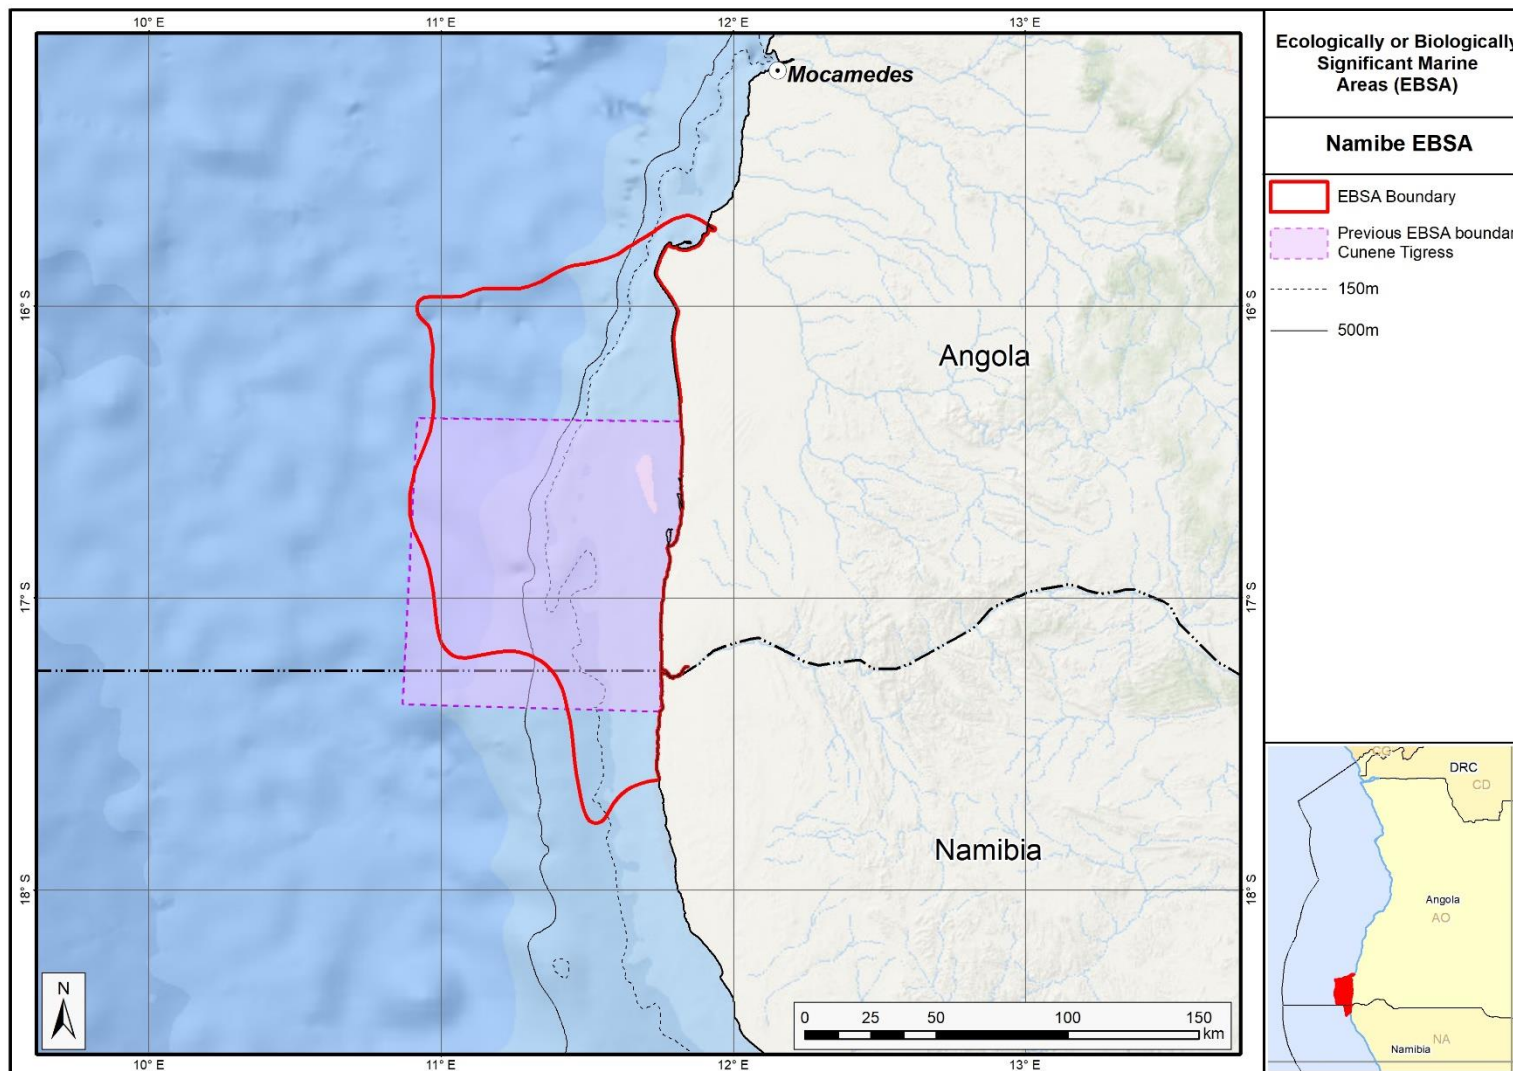 10° E
11° E
12° E
13° E
Mocamedes
16° S
16° S
Angola
17° S
17° S
Namibia
18° S
18° S
N
0 25 50 100 150
km
10° E
11° E
12° E
13° E
Ecologically or Biologically
Significant Marine
Areas (EBSA)
Namibe EBSA
EBSA Boundary
Previous EBSA boundar
Cunene Tigress
150m
500m
CG
DRC
CD
Angola
AO
NA
Namibia